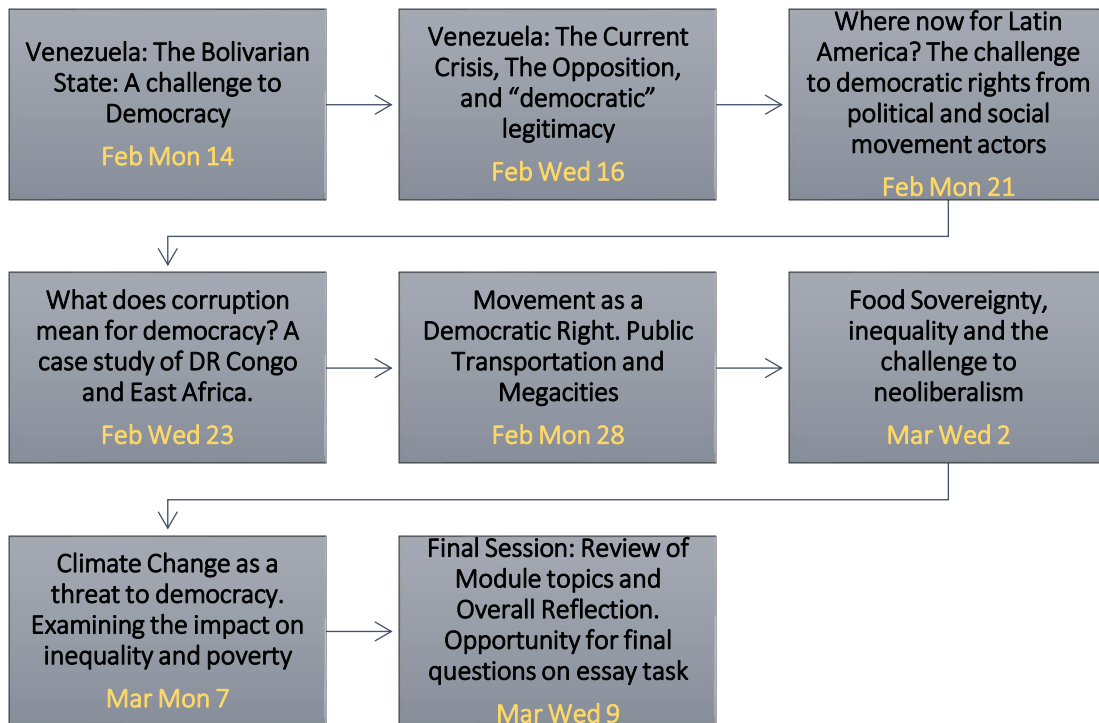 Venezuela: The Bolivarian
State: A challenge to
Democracy
Feb Mon 14
Venezuela: The Current
Crisis, The Opposition,
and “democratic”
legitimacy
Feb Wed 16
Where now for Latin
America? The challenge
to democratic rights from
political and social
movement actors
Feb Mon 21
What does corruption
mean for democracy? A
case study of DR Congo
and East Africa.
Feb Wed 23
Movement as a
Democratic Right. Public
Transportation and
Megacities
Feb Mon 28
Food Sovereignty,
inequality and the
challenge to
neoliberalism
Mar Wed 2
Climate Change as a
threat to democracy.
Examining the impact on
inequality and poverty
Mar Mon 7
Final Session: Review of
Module topics and
Overall Reflection.
Opportunity for final
questions on essay task
Mar Wed 9